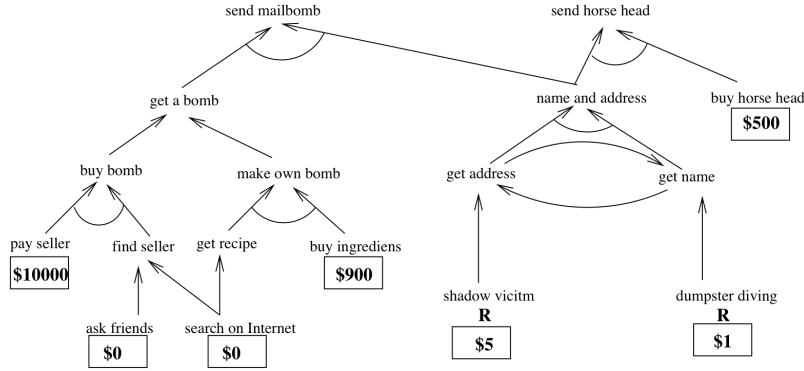 send mailbomb
send horse head
get a bomb
name and address
buy horse head
$500
buy bomb
make own bomb
get address
get name
pay seller
find seller
get recipe
buy ingrediens
$10000
$900
shadow vicitm
dumpster diving
R
R
ask friends
search on Internet
$0
$0
$5
$1